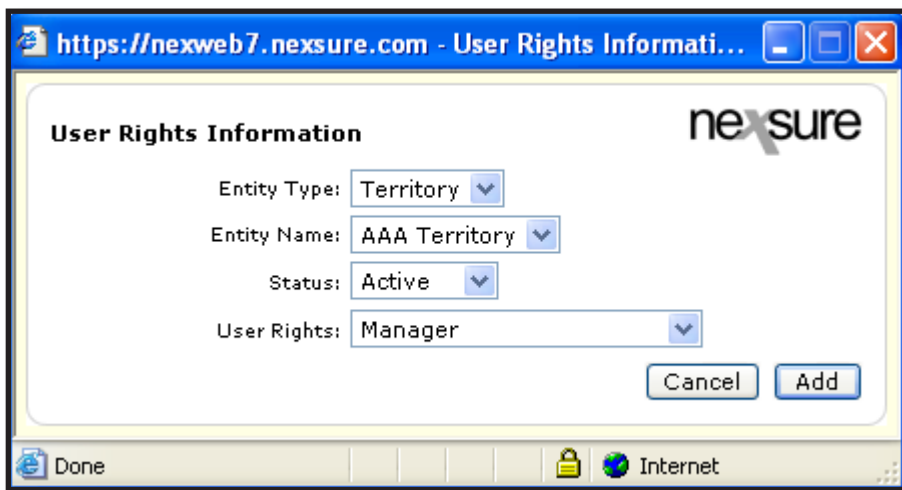 https://nexweb7.nexsure.com - User Rights Informati...
User Rights Information
nexsure
Entity Type: Territory
Entity Name: AAA Territory
Status: Active
User Rights: Manager
Cancel Add
Done Internet